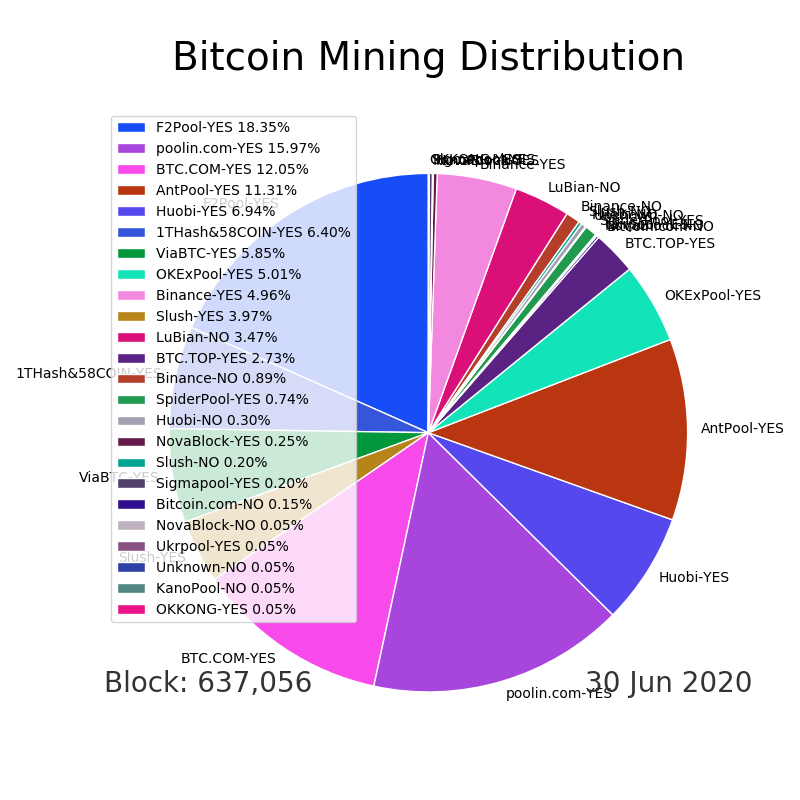 Bitcoin Mining Distribution
F2Pool-YES 18.35%
poolin.com-YES 15.97%
BTC.COM-YES 12.05%
AntPool-YES 11.31%
Huobi-YES 6.94%
1THash&58COIN-YES 6.40%
ViaBTC-YES 5.85%
OKExPool-YES 5.01%
Binance-YES 4.96%
Slush-YES 3.97%
LuBian-NO 3.47%
BTC.TOP-YES 2.73%
Binance-NO 0.89%
SpiderPool-YES 0.74%
Huobi-NO 0.30%
NovaBlock-YES 0.25%
Slush-NO 0.20%
Sigmapool-YES 0.20%
Bitcoin.com-NO 0.15%
NovaBlock-NO 0.05%
Ukrpool-YES 0.05%
Unknown-NO 0.05%
KanoPool-NO 0.05%
OKKONG-YES 0.05%
Binance-YES
LuBian-NO
Binance-NO
BTC.TOP-YES
OKExPool-YES
AntPool-YES
Huobi-YES
poolin.com-YES
BTC.COM-YES
Slush-YES
ViaBTC-YES
1THash&58COIN-YES
F2Pool-YES
Block: 637,056
30 Jun 2020